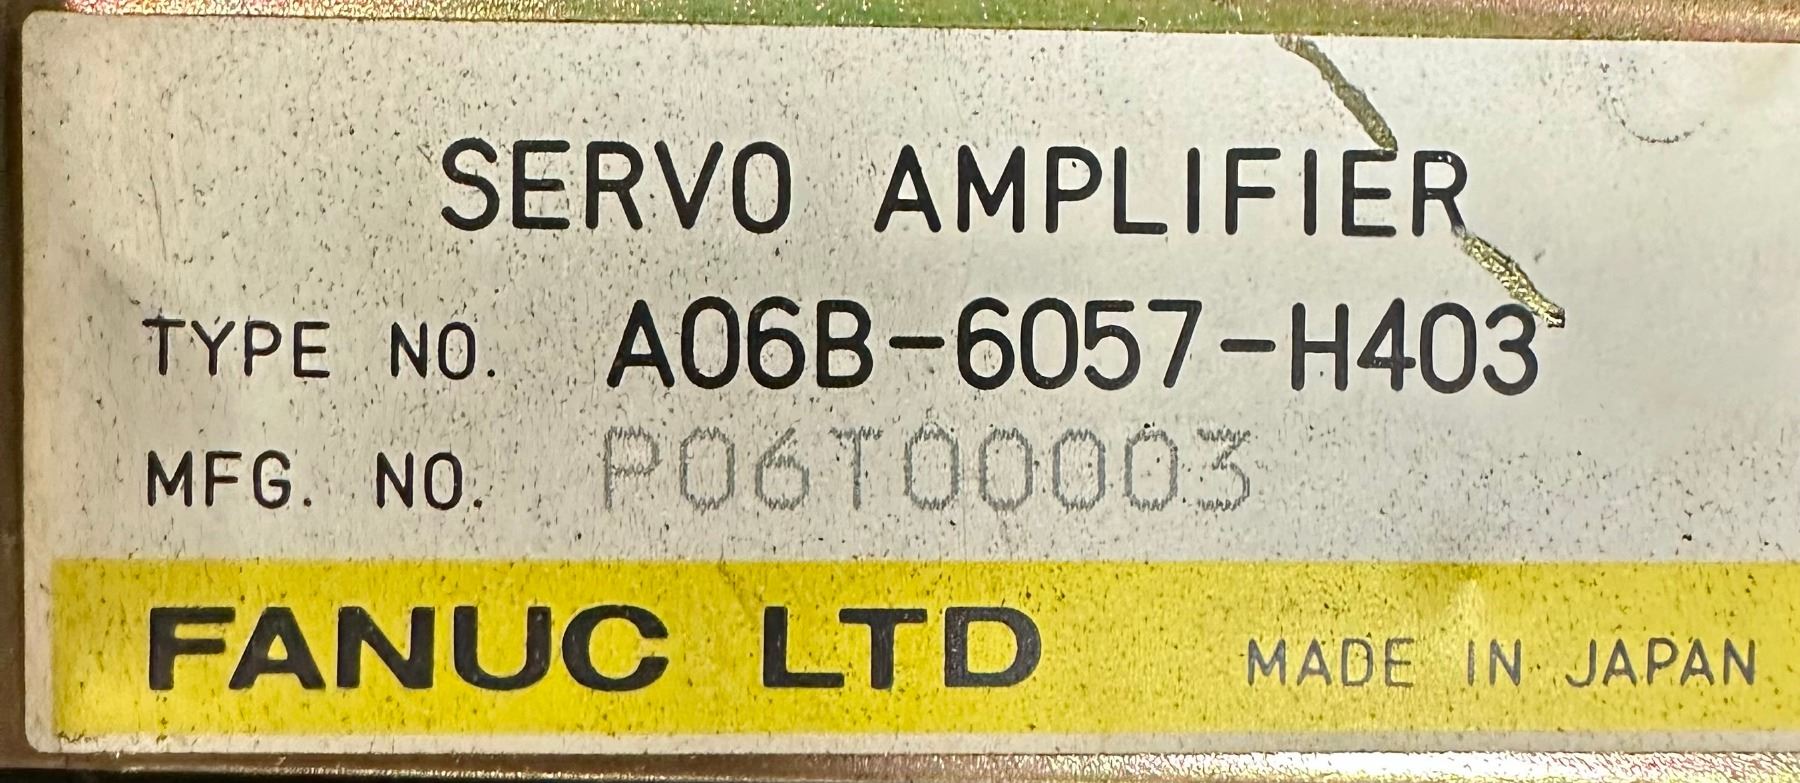 SERVO AMPLIFIER
TYPE NO. A06B-6057-H403
MFG. NO. P06T00003
FANUC LTD MADE IN JAPAN